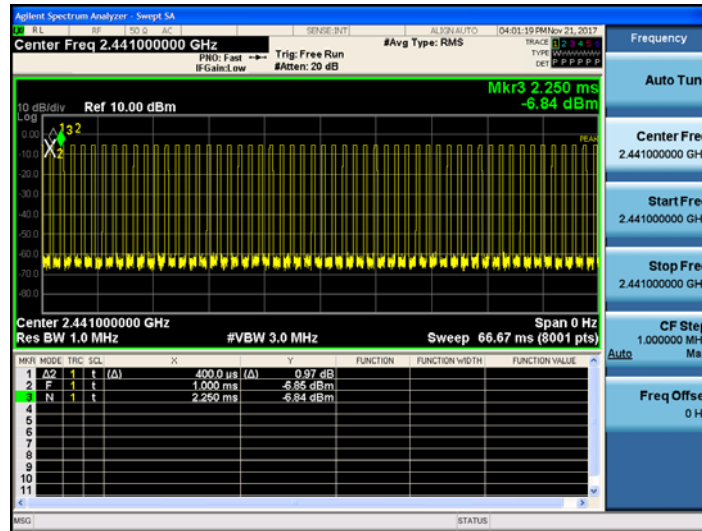 Agilent Spectrum Analyzer - Swept SA
RL RF 50 Ω AC SENSE:INT ALIGNAUTO 04:01:19 PM Nov 21, 2017
Center Freq 2.441000000 GHz
PNO: Fast
IFGain:Low
Trig: Free Run
#Atten: 20 dB
#Avg Type: RMS
TRACE 1 2 3 4 5 6
TYPE WWWWWW
DET P P P P P P
Mkr3 2.250 ms
-6.84 dBm
10 dB/div Ref 10.00 dBm
Log
0.00
-10.0
-20.0
-30.0
-40.0
-50.0
-60.0
-70.0
-80.0
1 3 2
X
2
PEAK
Center 2.441000000 GHz Span 0 Hz
Res BW 1.0 MHz #VBW 3.0 MHz Sweep 66.67 ms (8001 pts)
MKR MODE TRC SCL X Y FUNCTION FUNCTION WIDTH FUNCTION VALUE
1 Δ2 1 t (Δ) 400.0 µs (Δ) 0.97 dB
2 F 1 t 1.000 ms -6.85 dBm
3 N 1 t 2.250 ms -6.84 dBm
4
5
6
7
8
9
10
11
MSG STATUS
Frequency
Auto Tun
Center Fre
2.441000000 GH
Start Fre
2.441000000 GH
Stop Fre
2.441000000 GH
CF Step
1.000000 MH
Auto Ma
Freq Offse
0 H